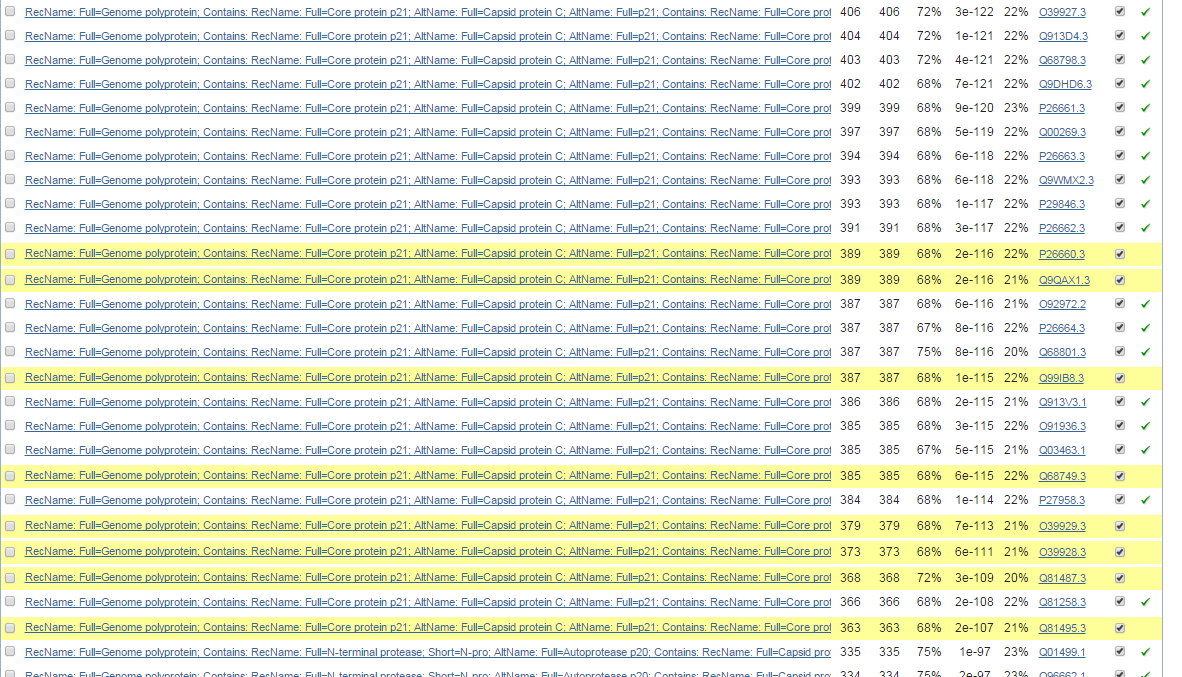 RecName: Full=Genome polyprotein; Contains: RecName: Full=Core protein p21; AltName: Full=Capsid protein C; AltName: Full=p21; Contains: RecName: Full=Core prot 406 406 72% 3e-122 22% O39927.3
RecName: Full=Genome polyprotein; Contains: RecName: Full=Core protein p21; AltName: Full=Capsid protein C; AltName: Full=p21; Contains: RecName: Full=Core prot 404 404 72% 1e-121 22% Q913D4.3
RecName: Full=Genome polyprotein; Contains: RecName: Full=Core protein p21; AltName: Full=Capsid protein C; AltName: Full=p21; Contains: RecName: Full=Core prot 403 403 72% 4e-121 22% Q68798.3
RecName: Full=Genome polyprotein; Contains: RecName: Full=Core protein p21; AltName: Full=Capsid protein C; AltName: Full=p21; Contains: RecName: Full=Core prot 402 402 68% 7e-121 22% Q9DHD6.3
RecName: Full=Genome polyprotein; Contains: RecName: Full=Core protein p21; AltName: Full=Capsid protein C; AltName: Full=p21; Contains: RecName: Full=Core prot 399 399 68% 9e-120 23% P26661.3
RecName: Full=Genome polyprotein; Contains: RecName: Full=Core protein p21; AltName: Full=Capsid protein C; AltName: Full=p21; Contains: RecName: Full=Core prot 397 397 68% 5e-119 22% Q00269.3
RecName: Full=Genome polyprotein; Contains: RecName: Full=Core protein p21; AltName: Full=Capsid protein C; AltName: Full=p21; Contains: RecName: Full=Core prot 394 394 68% 6e-118 22% P26663.3
RecName: Full=Genome polyprotein; Contains: RecName: Full=Core protein p21; AltName: Full=Capsid protein C; AltName: Full=p21; Contains: RecName: Full=Core prot 393 393 68% 6e-118 22% Q9WMX2.3
RecName: Full=Genome polyprotein; Contains: RecName: Full=Core protein p21; AltName: Full=Capsid protein C; AltName: Full=p21; Contains: RecName: Full=Core prot 393 393 68% 1e-117 22% P29846.3
RecName: Full=Genome polyprotein; Contains: RecName: Full=Core protein p21; AltName: Full=Capsid protein C; AltName: Full=p21; Contains: RecName: Full=Core prot 391 391 68% 3e-117 22% P26662.3
RecName: Full=Genome polyprotein; Contains: RecName: Full=Core protein p21; AltName: Full=Capsid protein C; AltName: Full=p21; Contains: RecName: Full=Core prot 389 389 68% 2e-116 22% P26660.3
RecName: Full=Genome polyprotein; Contains: RecName: Full=Core protein p21; AltName: Full=Capsid protein C; AltName: Full=p21; Contains: RecName: Full=Core prot 389 389 68% 2e-116 21% Q9QAX1.3
RecName: Full=Genome polyprotein; Contains: RecName: Full=Core protein p21; AltName: Full=Capsid protein C; AltName: Full=p21; Contains: RecName: Full=Core prot 387 387 68% 6e-116 21% O92972.2
RecName: Full=Genome polyprotein; Contains: RecName: Full=Core protein p21; AltName: Full=Capsid protein C; AltName: Full=p21; Contains: RecName: Full=Core prot 387 387 67% 8e-116 22% P26664.3
RecName: Full=Genome polyprotein; Contains: RecName: Full=Core protein p21; AltName: Full=Capsid protein C; AltName: Full=p21; Contains: RecName: Full=Core prot 387 387 75% 8e-116 20% Q68801.3
RecName: Full=Genome polyprotein; Contains: RecName: Full=Core protein p21; AltName: Full=Capsid protein C; AltName: Full=p21; Contains: RecName: Full=Core prot 387 387 68% 1e-115 22% Q99IB8.3
RecName: Full=Genome polyprotein; Contains: RecName: Full=Core protein p21; AltName: Full=Capsid protein C; AltName: Full=p21; Contains: RecName: Full=Core prot 386 386 68% 2e-115 21% Q913V3.1
RecName: Full=Genome polyprotein; Contains: RecName: Full=Core protein p21; AltName: Full=Capsid protein C; AltName: Full=p21; Contains: RecName: Full=Core prot 385 385 68% 3e-115 22% O91936.3
RecName: Full=Genome polyprotein; Contains: RecName: Full=Core protein p21; AltName: Full=Capsid protein C; AltName: Full=p21; Contains: RecName: Full=Core prot 385 385 67% 5e-115 21% Q03463.1
RecName: Full=Genome polyprotein; Contains: RecName: Full=Core protein p21; AltName: Full=Capsid protein C; AltName: Full=p21; Contains: RecName: Full=Core prot 385 385 68% 6e-115 22% Q68749.3
RecName: Full=Genome polyprotein; Contains: RecName: Full=Core protein p21; AltName: Full=Capsid protein C; AltName: Full=p21; Contains: RecName: Full=Core prot 384 384 68% 1e-114 22% P27958.3
RecName: Full=Genome polyprotein; Contains: RecName: Full=Core protein p21; AltName: Full=Capsid protein C; AltName: Full=p21; Contains: RecName: Full=Core prot 379 379 68% 7e-113 21% O39929.3
RecName: Full=Genome polyprotein; Contains: RecName: Full=Core protein p21; AltName: Full=Capsid protein C; AltName: Full=p21; Contains: RecName: Full=Core prot 373 373 68% 6e-111 21% O39928.3
RecName: Full=Genome polyprotein; Contains: RecName: Full=Core protein p21; AltName: Full=Capsid protein C; AltName: Full=p21; Contains: RecName: Full=Core prot 368 368 72% 3e-109 20% Q81487.3
RecName: Full=Genome polyprotein; Contains: RecName: Full=Core protein p21; AltName: Full=Capsid protein C; AltName: Full=p21; Contains: RecName: Full=Core prot 366 366 68% 2e-108 22% Q81258.3
RecName: Full=Genome polyprotein; Contains: RecName: Full=Core protein p21; AltName: Full=Capsid protein C; AltName: Full=p21; Contains: RecName: Full=Core prot 363 363 68% 2e-107 21% Q81495.3
RecName: Full=Genome polyprotein; Contains: RecName: Full=N-terminal protease; Short=N-pro; AltName: Full=Autoprotease p20; Contains: RecName: Full=Capsid pro 335 335 75% 1e-97 23% Q01499.1
RecName: Full=Genome polyprotein; Contains: RecName: Full=N-terminal protease; Short=N-pro; AltName: Full=Autoprotease p20; Contains: RecName: Full=Capsid pro 334 334 75% 2e-97 23% Q96662.1